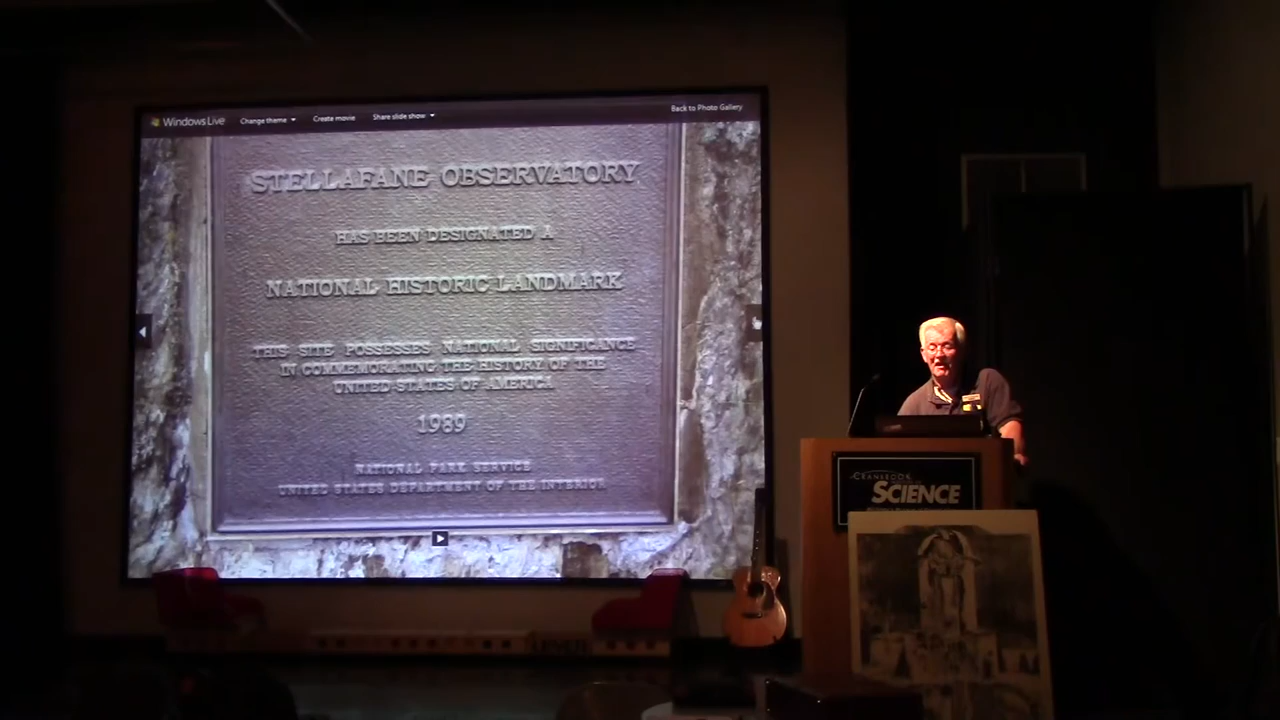 Windows Live Change theme Create movie Share slide show Back to Photo Gallery
STELLAFANE OBSERVATORY
HAS BEEN DESIGNATED A
NATIONAL HISTORIC LANDMARK
THIS SITE POSSESSES NATIONAL SIGNIFICANCE
IN COMMEMORATING THE HISTORY OF THE
UNITED STATES OF AMERICA
1989
NATIONAL PARK SERVICE
UNITED STATES DEPARTMENT OF THE INTERIOR
CRANBROOK
SCIENCE